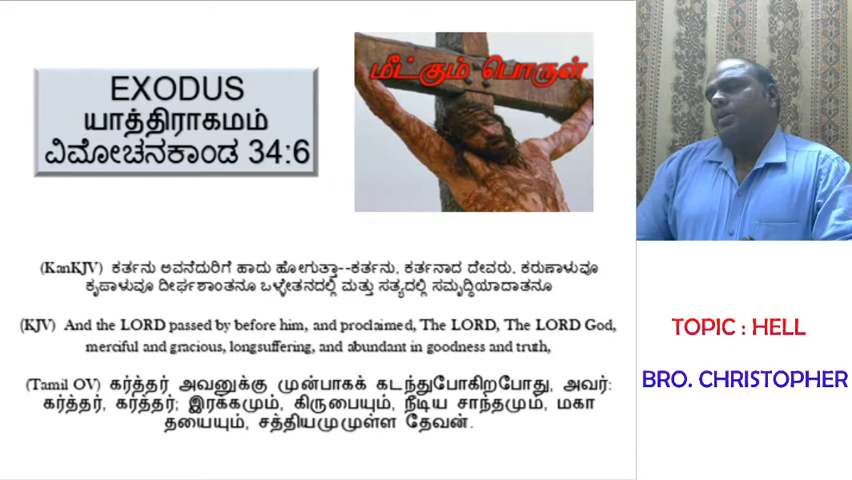 EXODUS
யாத்திராகமம்
ವಿಮೋಚನಕಾಂಡ 34:6
மீட்கும் பொருள்
(KanKJV) ಕರ್ತನು ಅವನೆದುರಿಗೆ ಹಾದು ಹೋಗುತ್ತಾ--ಕರ್ತನು, ಕರ್ತನಾದ ದೇವರು, ಕರುಣಾಳುವೂ
ಕೃಪಾಳುವೂ ದೀರ್ಘಶಾಂತನೂ ಒಳ್ಳೇತನದಲ್ಲಿ ಮತ್ತು ಸತ್ಯದಲ್ಲಿ ಸಮೃದ್ಧಿಯಾದಾತನೂ
(KJV) And the LORD passed by before him, and proclaimed, The LORD, The LORD God,
merciful and gracious, longsuffering, and abundant in goodness and truth,
(Tamil OV) கர்த்தர் அவனுக்கு முன்பாகக் கடந்துபோகிறபோது, அவர்:
கர்த்தர், கர்த்தர்; இரக்கமும், கிருபையும், நீடிய சாந்தமும், மகா
தயையும், சத்தியமுமுள்ள தேவன்.
TOPIC : HELL
BRO. CHRISTOPHER